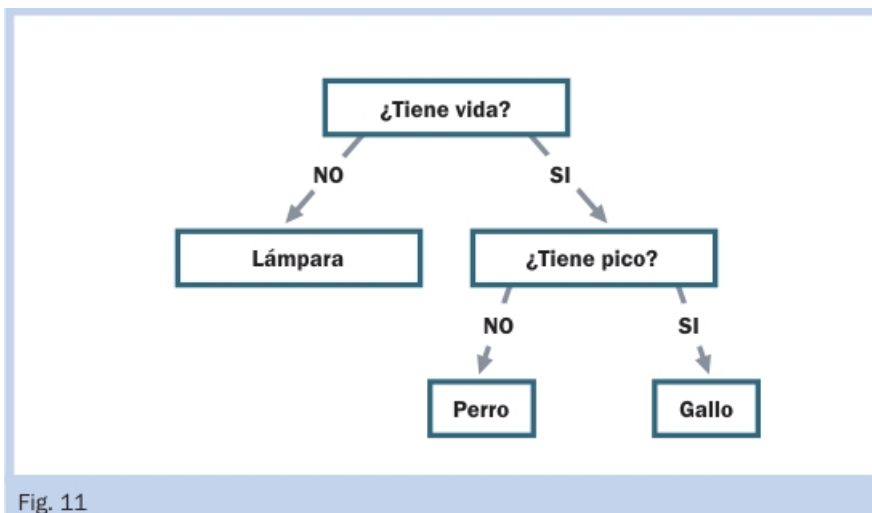 ¿Tiene vida?
NO
SI
Lámpara
¿Tiene pico?
NO
SI
Perro
Gallo
Fig. 11